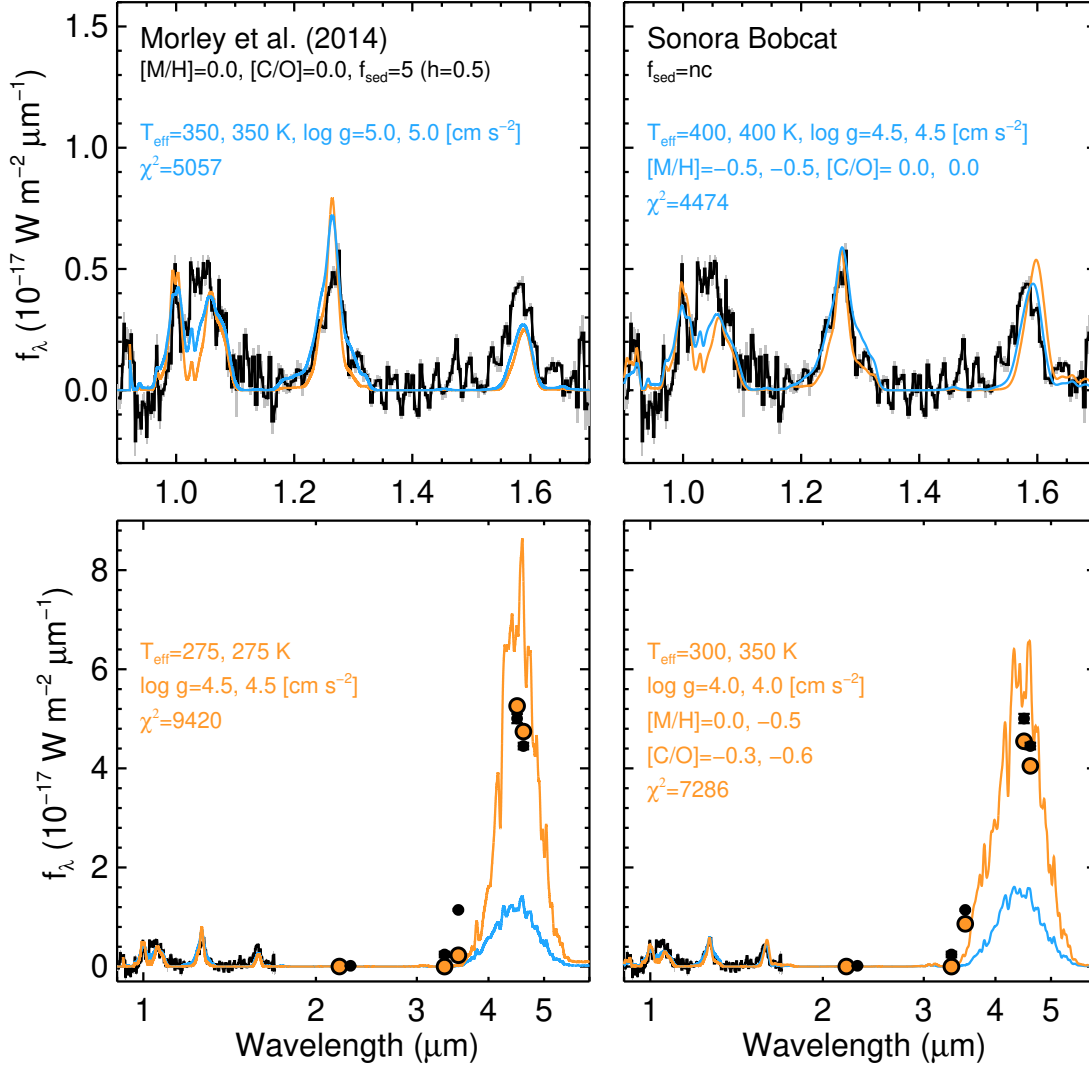 Morley et al. (2014)
[M/H]=0.0, [C/O]=0.0, f_sed=5 (h=0.5)
T_eff=350, 350 K, log g=5.0, 5.0 [cm s⁻²]
χ²=5057
f_λ (10⁻¹⁷ W m⁻² μm⁻¹)
1.5
1.0
0.5
0.0
1.0 1.2 1.4 1.6
Sonora Bobcat
f_sed=nc
T_eff=400, 400 K, log g=4.5, 4.5 [cm s⁻²]
[M/H]=−0.5, −0.5, [C/O]= 0.0, 0.0
χ²=4474
1.0 1.2 1.4 1.6
T_eff=275, 275 K
log g=4.5, 4.5 [cm s⁻²]
χ²=9420
f_λ (10⁻¹⁷ W m⁻² μm⁻¹)
8
6
4
2
0
1 2 3 4 5
Wavelength (μm)
T_eff=300, 350 K
log g=4.0, 4.0 [cm s⁻²]
[M/H]=0.0, −0.5
[C/O]=−0.3, −0.6
χ²=7286
1 2 3 4 5
Wavelength (μm)